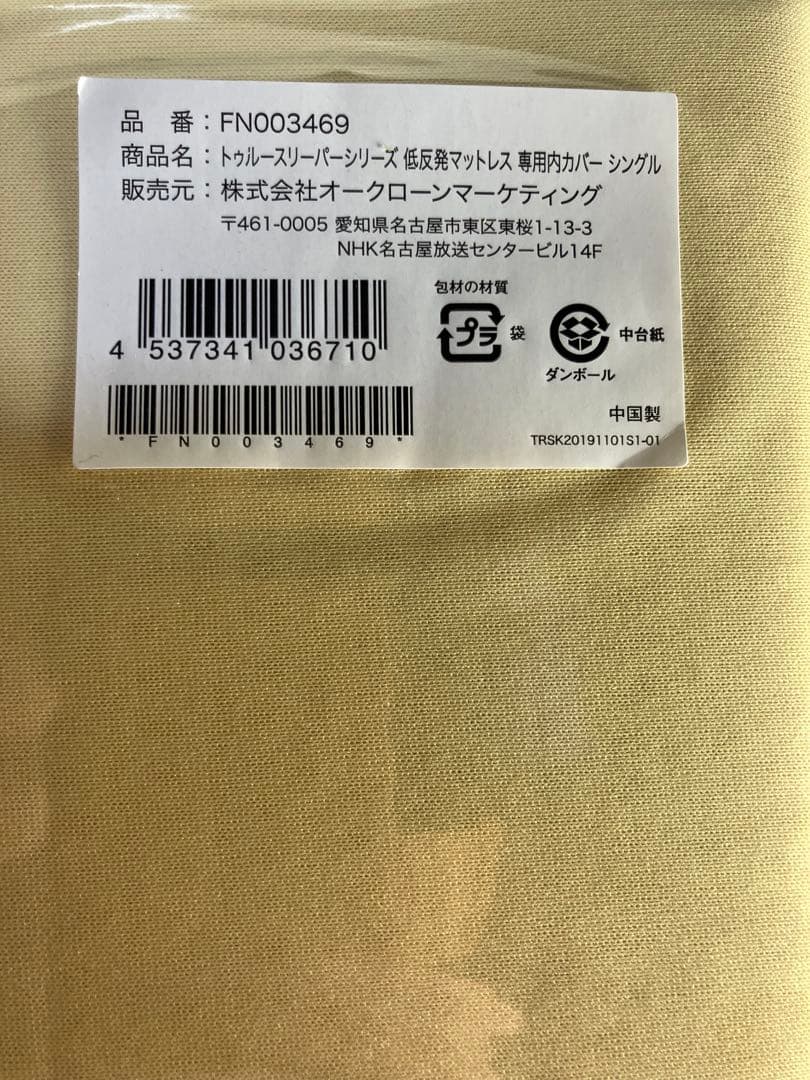 品　番：FN003469
商品名：トゥルースリーパーシリーズ 低反発マットレス 専用内カバー シングル
販売元：株式会社オークローンマーケティング
〒461-0005 愛知県名古屋市東区東桜1-13-3
NHK名古屋放送センタービル14F
包材の材質
プラ 袋
中台紙
ダンボール
4 537341 036710
*FN003469*
中国製
TRSK20191101S1-01